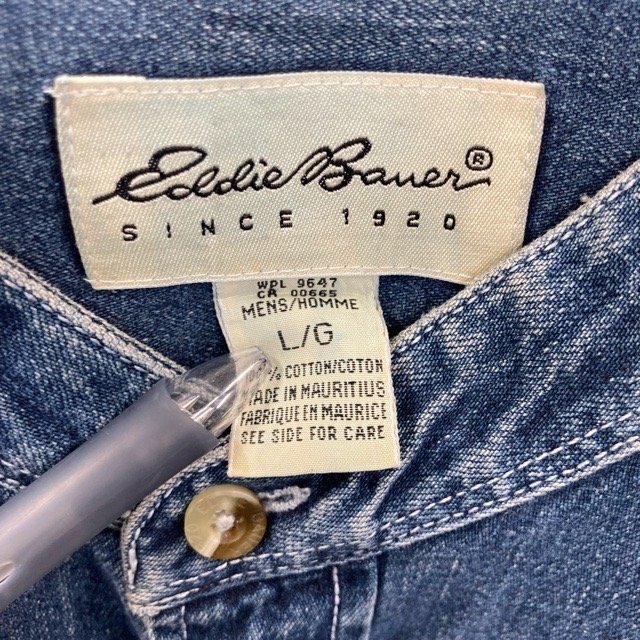 Eddie Bauer®
SINCE 1920
WPL 9647
CA 00665
MENS/HOMME
L/G
% COTTON/COTON
MADE IN MAURITIUS
FABRIQUE EN MAURICE
SEE SIDE FOR CARE